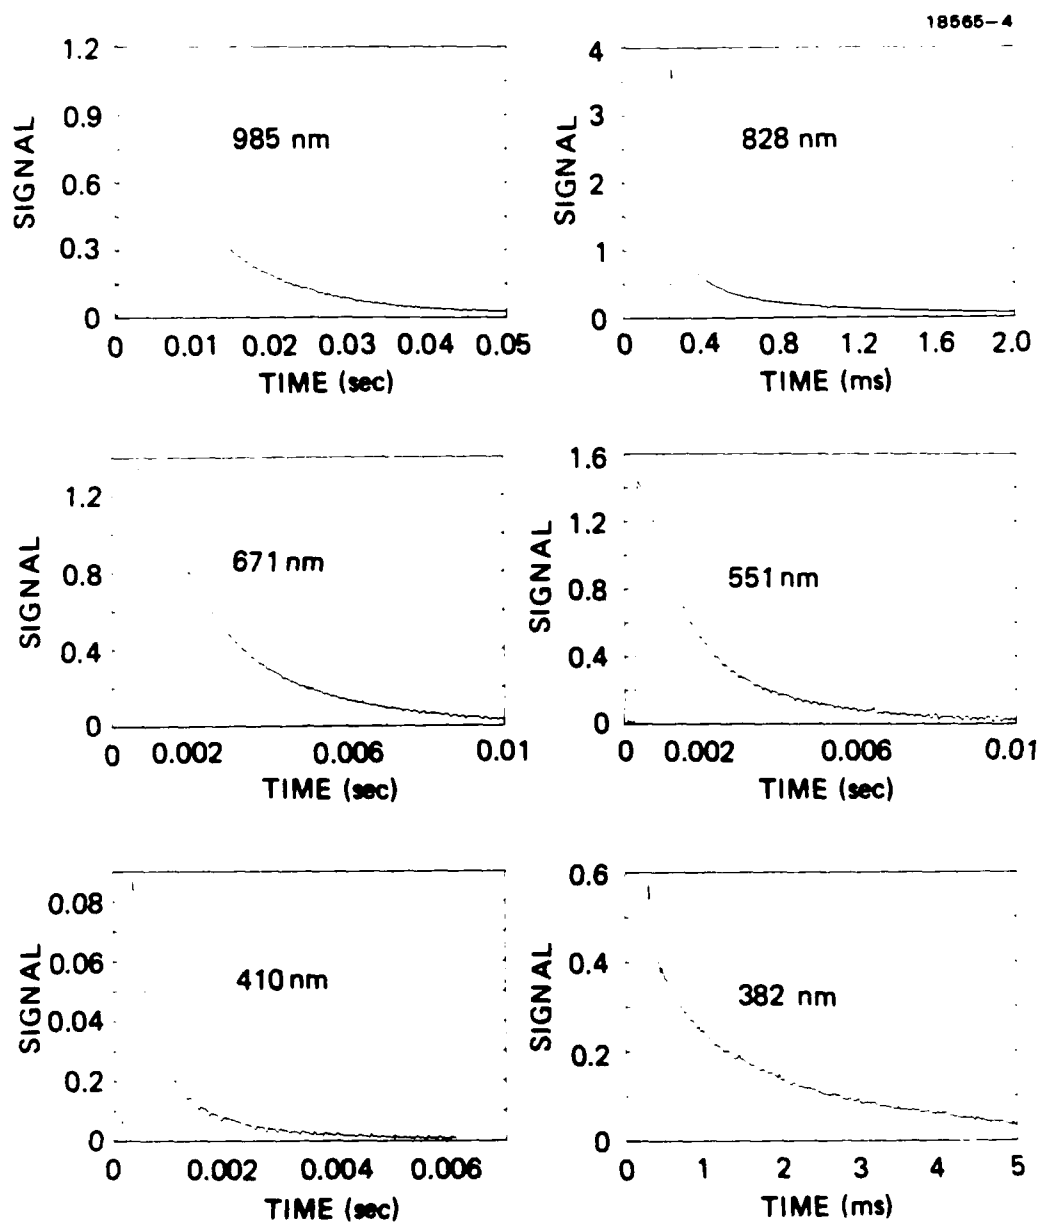 18565-4
1.2
0.9
0.6
0.3
0
SIGNAL
985 nm
0 0.01 0.02 0.03 0.04 0.05
TIME (sec)
4
3
2
1
0
SIGNAL
828 nm
0 0.4 0.8 1.2 1.6 2.0
TIME (ms)
1.2
0.8
0.4
0
SIGNAL
671 nm
0 0.002 0.006 0.01
TIME (sec)
1.6
1.2
0.8
0.4
0
SIGNAL
551 nm
0 0.002 0.006 0.01
TIME (sec)
0.08
0.06
0.04
0.2
0
SIGNAL
410 nm
0 0.002 0.004 0.006
TIME (sec)
0.6
0.4
0.2
0
SIGNAL
382 nm
0 1 2 3 4 5
TIME (ms)